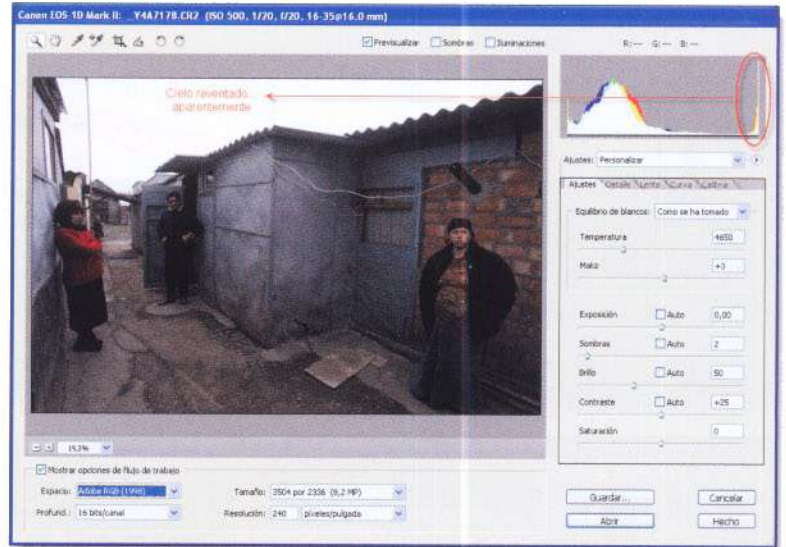 Canon EOS-1D Mark II: _Y4A7178.CR2 (ISO 500, 1/20, f/20, 16-35@16.0 mm)
Previsualizar Sombras Iluminaciones
R:--- G:--- B:---
Cielo reventado...
aparentemente
Ajustes: Personalizar
Ajustes Detalle Lente Curva Calibrar
Equilibrio de blancos: Como se ha tomado
Temperatura 4650
Matiz +3
Exposición Auto 0,00
Sombras Auto 2
Brillo Auto 50
Contraste Auto +25
Saturación 0
19,3%
Mostrar opciones de flujo de trabajo
Espacio: Adobe RGB (1998) Tamaño: 3504 por 2336 (8,2 MP)
Profund.: 16 bits/canal Resolución: 240 píxeles/pulgada
Guardar... Cancelar
Abrir Hecho